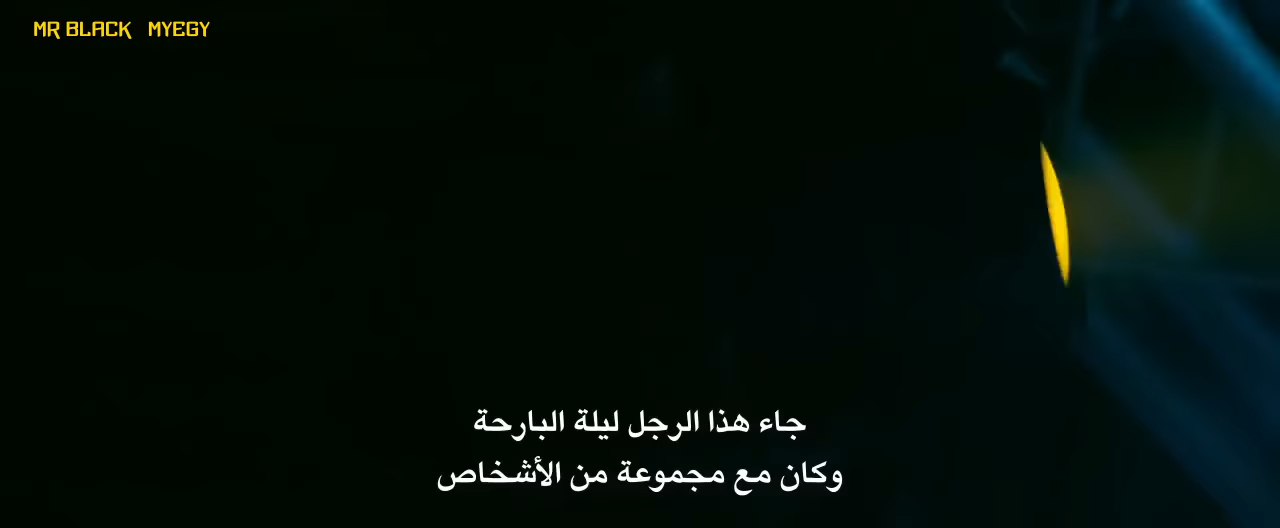 MR BLACK MYEGY
جاء هذا الرجل ليلة البارحة
وكان مع مجموعة من الأشخاص